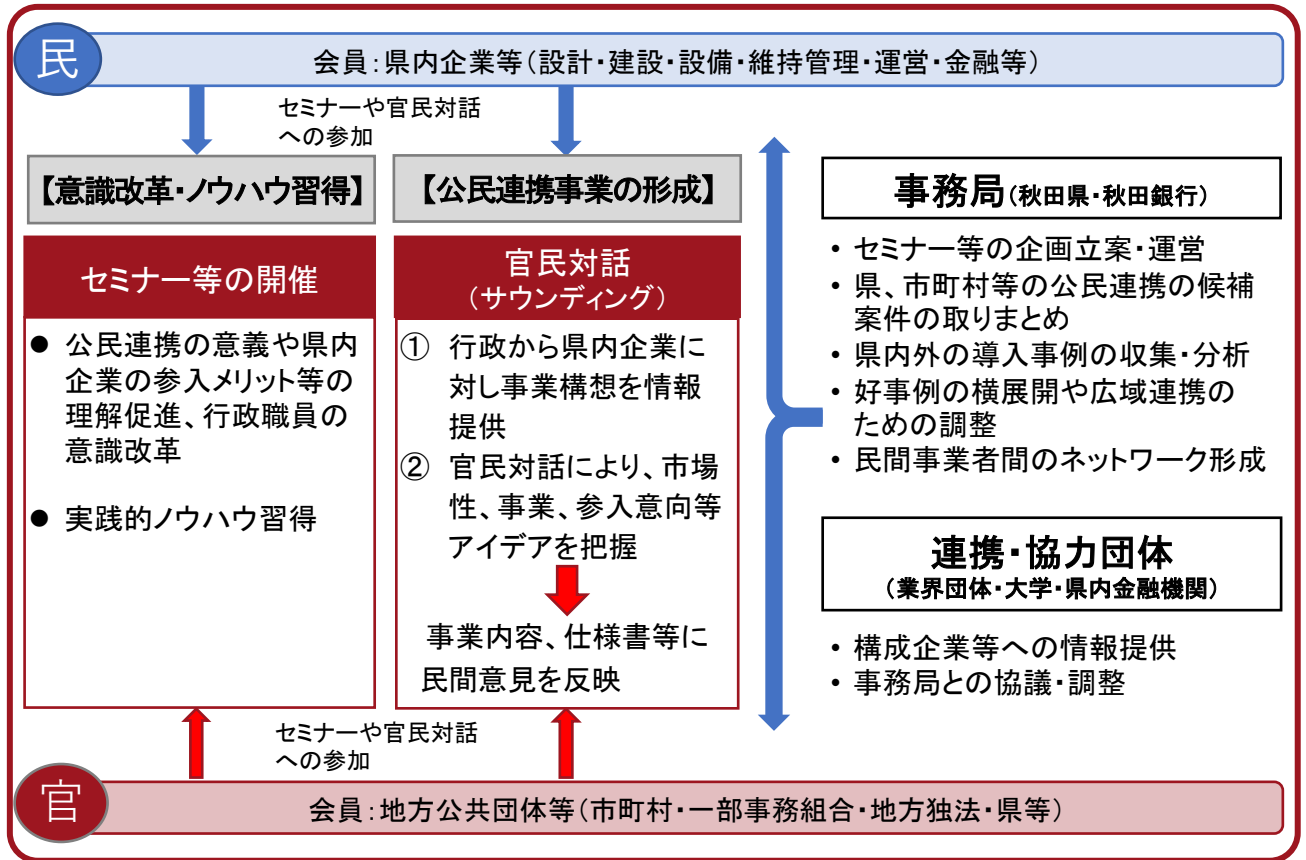 民
会員：県内企業等（設計・建設・設備・維持管理・運営・金融等）
セミナーや官民対話
への参加
【意識改革・ノウハウ習得】
セミナー等の開催
● 公民連携の意義や県内
企業の参入メリット等の
理解促進、行政職員の
意識改革
● 実践的ノウハウ習得
【公民連携事業の形成】
官民対話
（サウンディング）
① 行政から県内企業に
対し事業構想を情報
提供
② 官民対話により、市場
性、事業、参入意向等
アイデアを把握
事業内容、仕様書等に
民間意見を反映
事務局（秋田県・秋田銀行）
・ セミナー等の企画立案・運営
・ 県、市町村等の公民連携の候補
案件の取りまとめ
・ 県内外の導入事例の収集・分析
・ 好事例の横展開や広域連携の
ための調整
・ 民間事業者間のネットワーク形成
連携・協力団体
（業界団体・大学・県内金融機関）
・ 構成企業等への情報提供
・ 事務局との協議・調整
セミナーや官民対話
への参加
官
会員：地方公共団体等（市町村・一部事務組合・地方独法・県等）